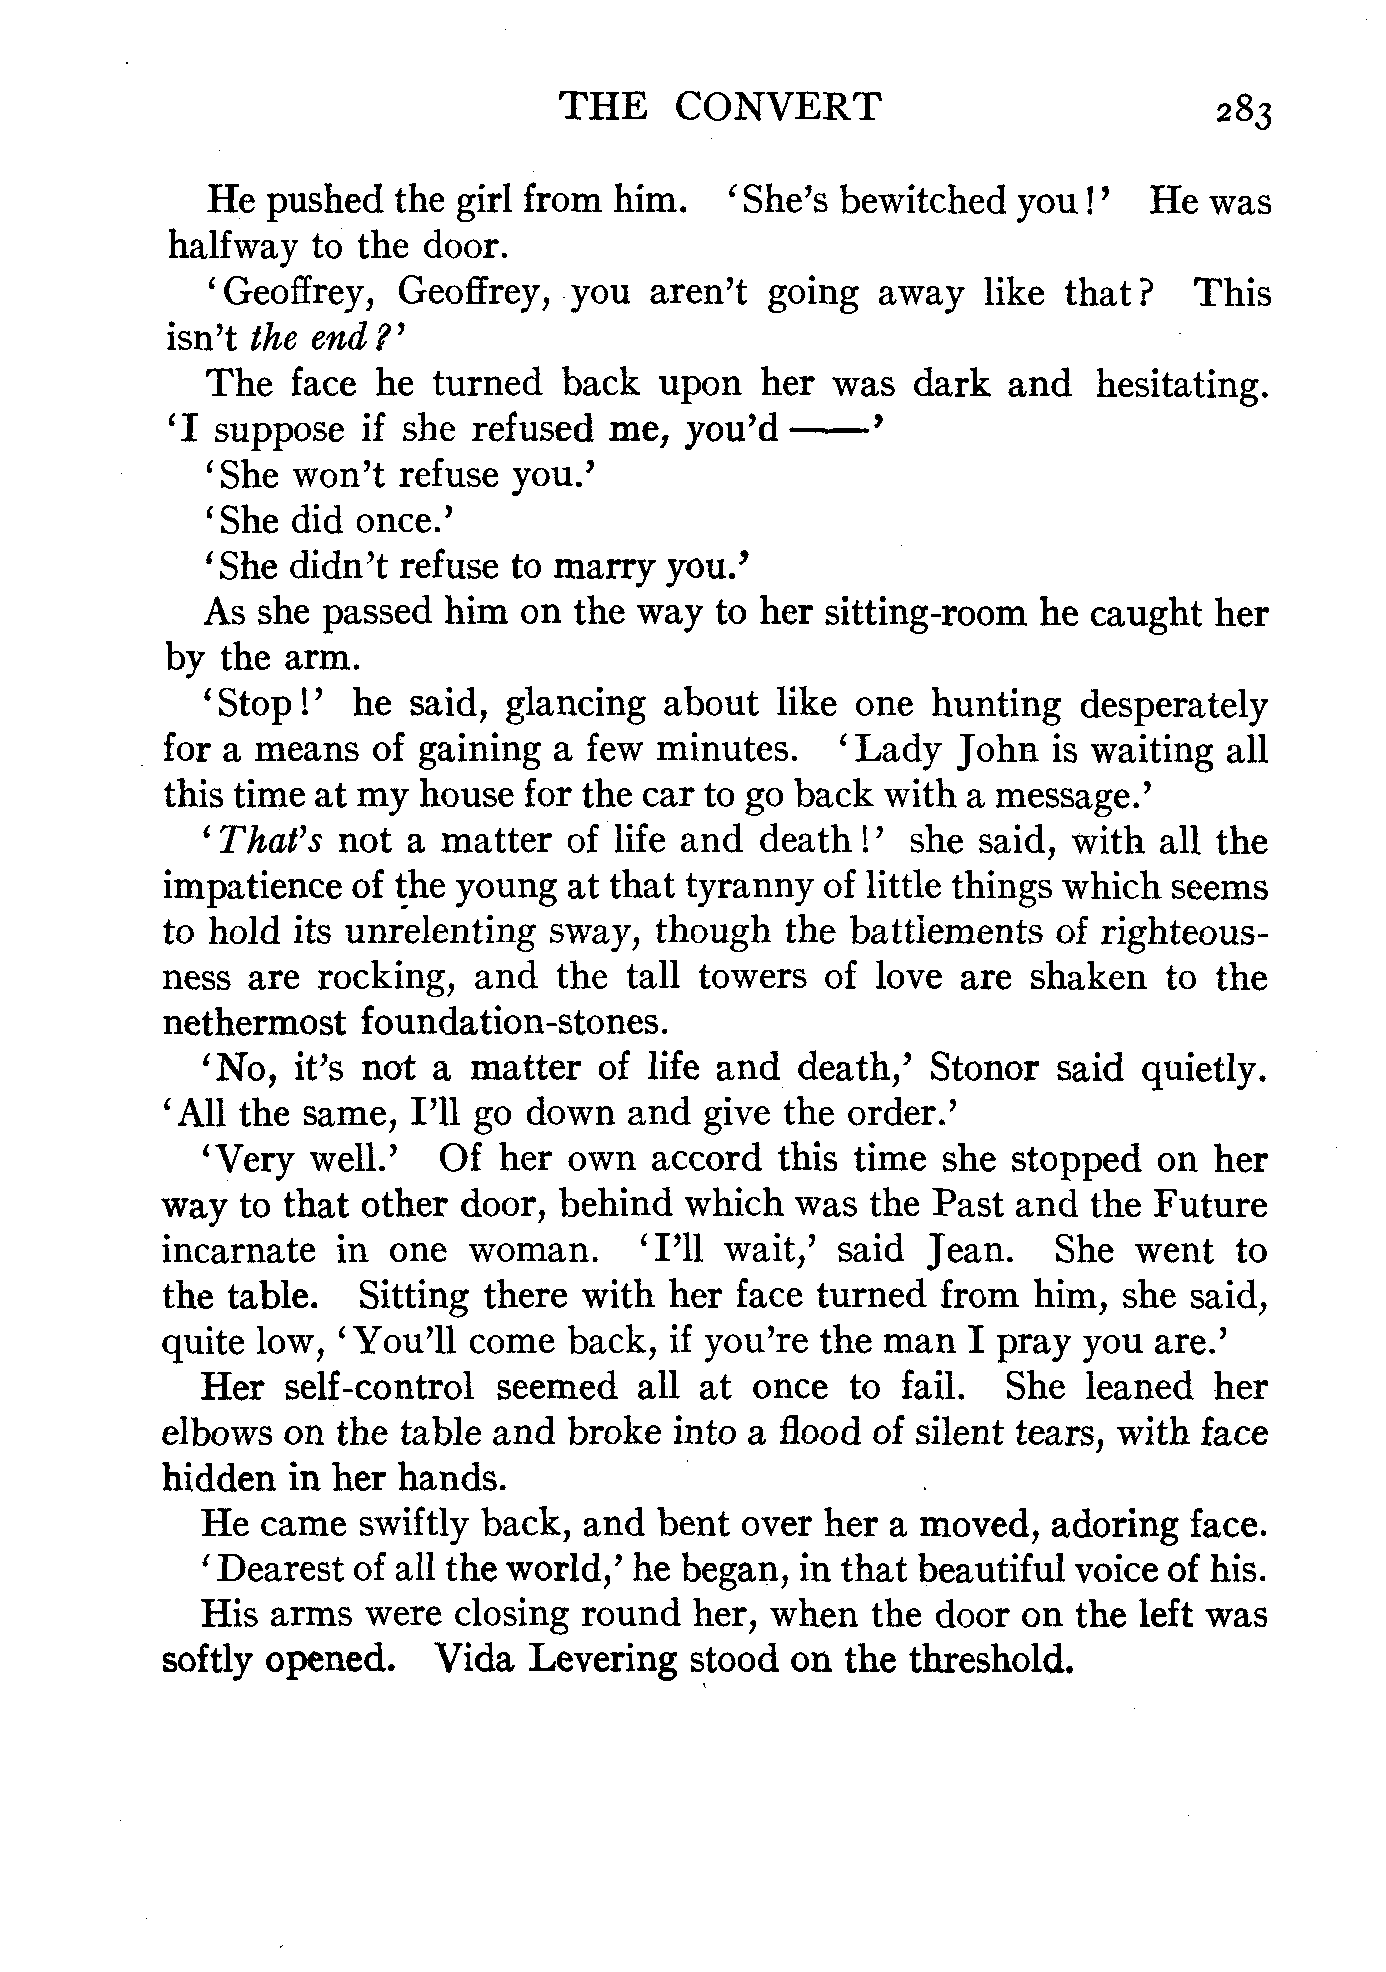 THE CONVERT 283
He pushed the girl from him. ‘She’s bewitched you!’ He was
halfway to the door.
‘Geoffrey, Geoffrey, you aren’t going away like that? This
isn’t the end?’
The face he turned back upon her was dark and hesitating.
‘I suppose if she refused me, you’d ——’
‘She won’t refuse you.’
‘She did once.’
‘She didn’t refuse to marry you.’
As she passed him on the way to her sitting-room he caught her
by the arm.
‘Stop!’ he said, glancing about like one hunting desperately
for a means of gaining a few minutes. ‘Lady John is waiting all
this time at my house for the car to go back with a message.’
‘That’s not a matter of life and death!’ she said, with all the
impatience of the young at that tyranny of little things which seems
to hold its unrelenting sway, though the battlements of righteous-
ness are rocking, and the tall towers of love are shaken to the
nethermost foundation-stones.
‘No, it’s not a matter of life and death,’ Stonor said quietly.
‘All the same, I’ll go down and give the order.’
‘Very well.’ Of her own accord this time she stopped on her
way to that other door, behind which was the Past and the Future
incarnate in one woman. ‘I’ll wait,’ said Jean. She went to
the table. Sitting there with her face turned from him, she said,
quite low, ‘You’ll come back, if you’re the man I pray you are.’
Her self-control seemed all at once to fail. She leaned her
elbows on the table and broke into a flood of silent tears, with face
hidden in her hands.
He came swiftly back, and bent over her a moved, adoring face.
‘Dearest of all the world,’ he began, in that beautiful voice of his.
His arms were closing round her, when the door on the left was
softly opened. Vida Levering stood on the threshold.